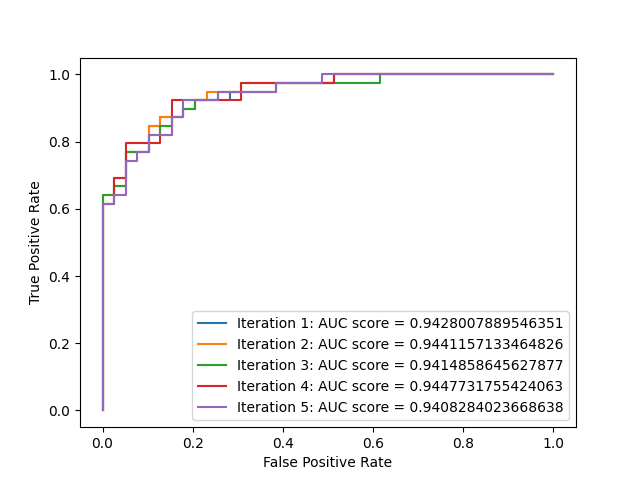 1.0
0.8
0.6
0.4
0.2
0.0
True Positive Rate
Iteration 1: AUC score = 0.9428007889546351
Iteration 2: AUC score = 0.9441157133464826
Iteration 3: AUC score = 0.9414858645627877
Iteration 4: AUC score = 0.9447731755424063
Iteration 5: AUC score = 0.9408284023668638
0.0 0.2 0.4 0.6 0.8 1.0
False Positive Rate